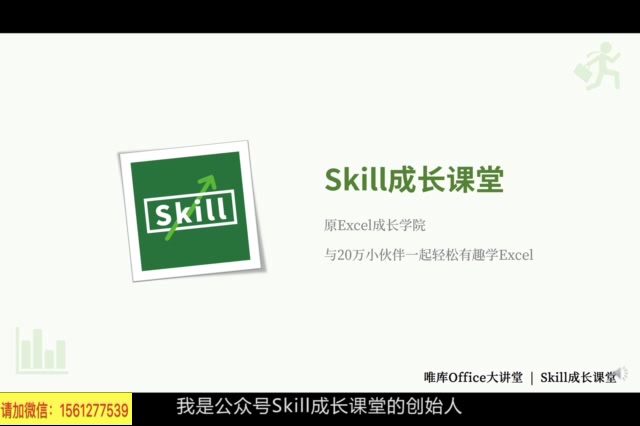 Skill
Skill成长课堂
原Excel成长学院
与20万小伙伴一起轻松有趣学Excel
唯库Office大讲堂 | Skill成长课堂
请加微信：1561277539
我是公众号Skill成长课堂的创始人